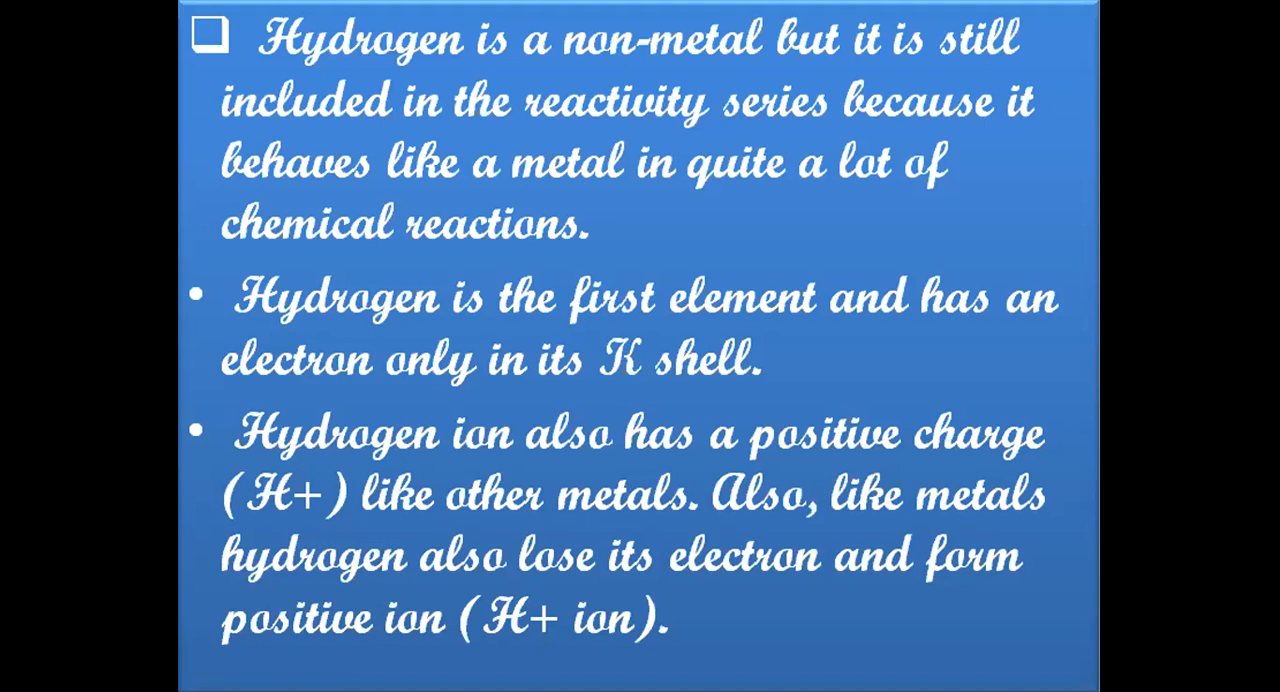 ❑ Hydrogen is a non-metal but it is still
included in the reactivity series because it
behaves like a metal in quite a lot of
chemical reactions.
• Hydrogen is the first element and has an
electron only in its K shell.
• Hydrogen ion also has a positive charge
(H+) like other metals. Also, like metals
hydrogen also lose its electron and form
positive ion (H+ ion).